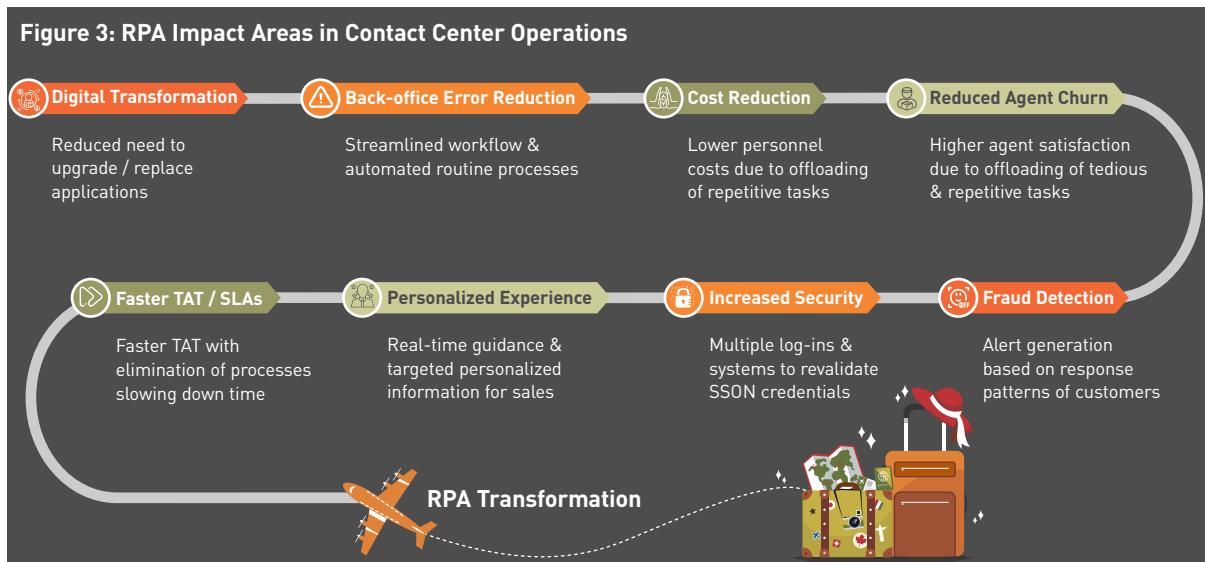 Figure 3: RPA Impact Areas in Contact Center Operations
Digital Transformation
Reduced need to
upgrade / replace
applications
Back-office Error Reduction
Streamlined workflow &
automated routine processes
Cost Reduction
Lower personnel
costs due to offloading
of repetitive tasks
Reduced Agent Churn
Higher agent satisfaction
due to offloading of tedious
& repetitive tasks
Faster TAT / SLAs
Faster TAT with
elimination of processes
slowing down time
Personalized Experience
Real-time guidance &
targeted personalized
information for sales
Increased Security
Multiple log-ins &
systems to revalidate
SSON credentials
Fraud Detection
OFF
Alert generation
based on response
patterns of customers
RPA Transformation